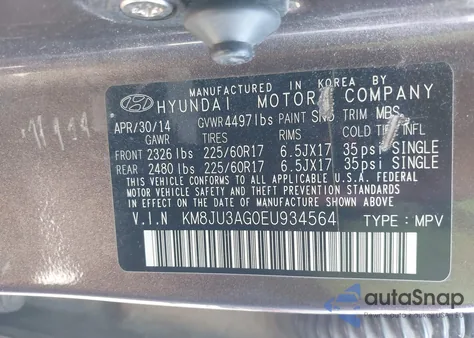 MANUFACTURED IN KOREA BY
HYUNDAI MOTOR COMPANY
APR/30/14 GVWR 4497lbs PAINT TRIM MBS
GAWR TIRES RIMS COLD INFL
FRONT 2326lbs 225/60R17 6.5JX17 35psi SINGLE
REAR 2480lbs 225/60R17 6.5JX17 35psi SINGLE
THIS VEHICLE CONFORMS TO ALL APPLICABLE U.S.A FEDERAL
MOTOR VEHICLE SAFETY AND THEFT PREVENTION STANDARDS
IN EFFECT ON THE DATE OF MANUFACTURE SHOWN ABOVE.
V.I.N KM8JU3AG0EU934564 TYPE : MPV
autoSnap